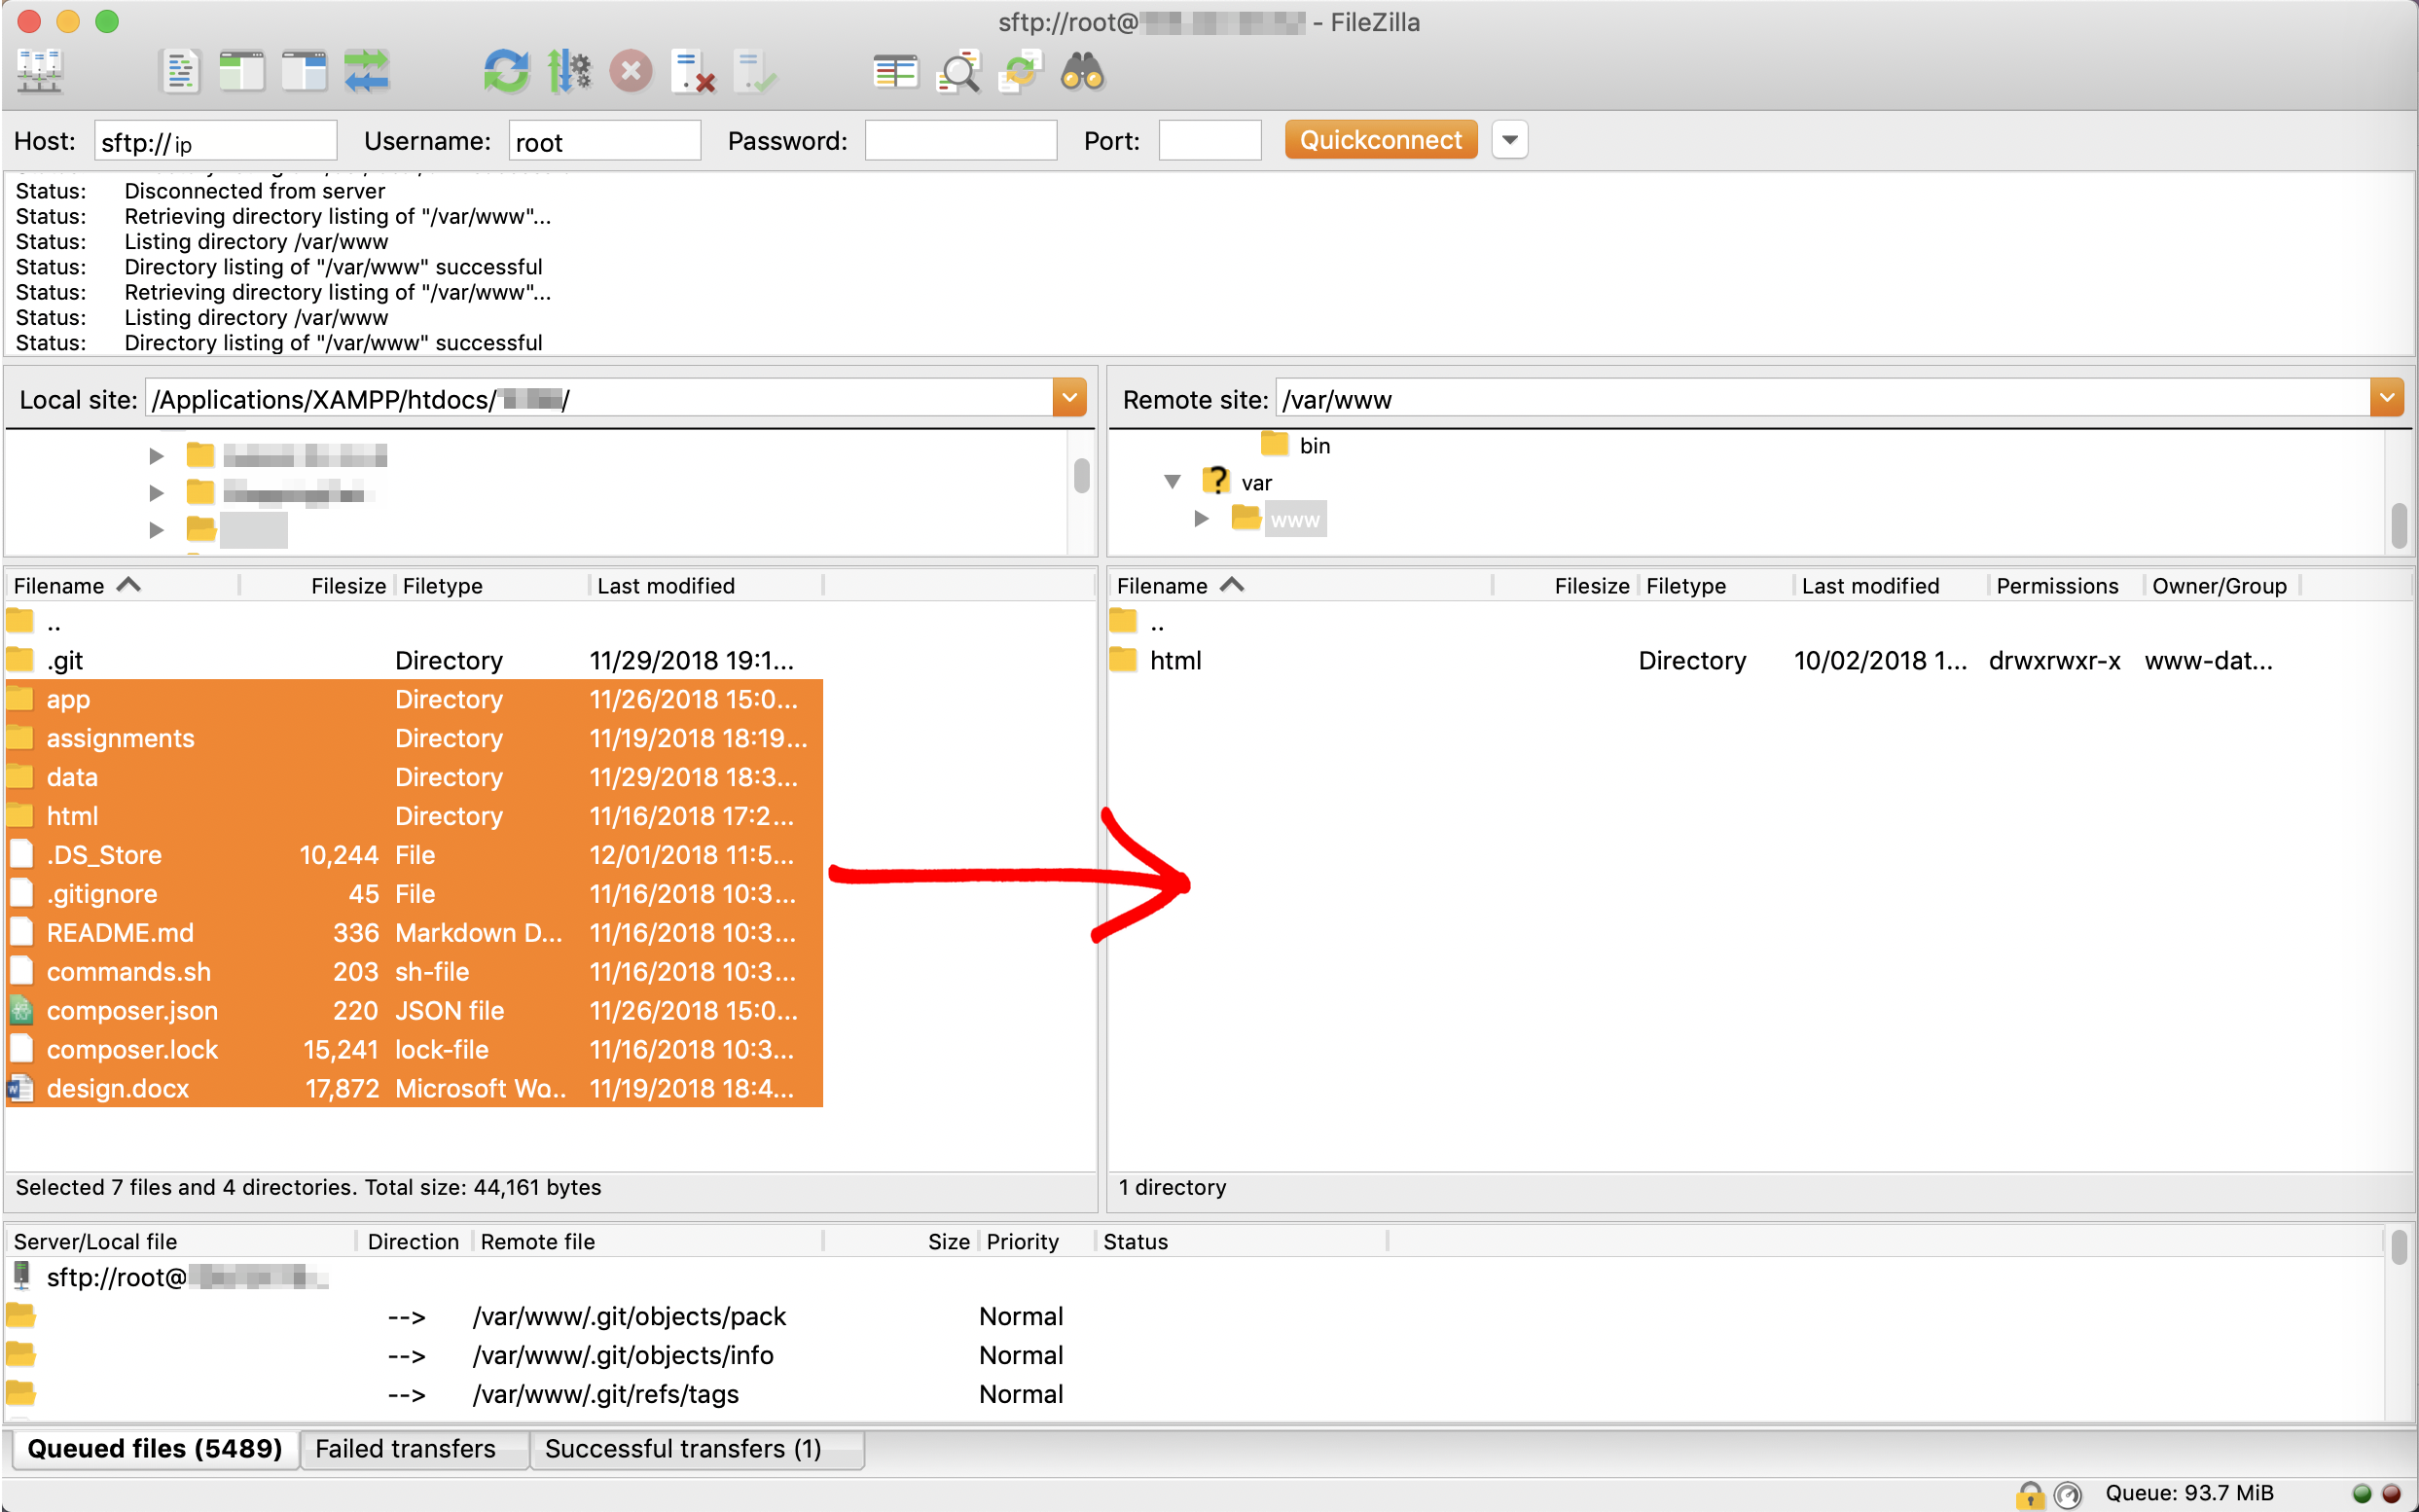 sftp://root@ - FileZilla
Host: sftp://ip Username: root Password: Port: Quickconnect
Status: Disconnected from server
Status: Retrieving directory listing of "/var/www"...
Status: Listing directory /var/www
Status: Directory listing of "/var/www" successful
Status: Retrieving directory listing of "/var/www"...
Status: Listing directory /var/www
Status: Directory listing of "/var/www" successful
Local site: /Applications/XAMPP/htdocs/ /
Remote site: /var/www
bin
var
www
Filename Filesize Filetype Last modified
..
.git Directory 11/29/2018 19:1...
app Directory 11/26/2018 15:0...
assignments Directory 11/19/2018 18:19...
data Directory 11/29/2018 18:3...
html Directory 11/16/2018 17:2...
.DS_Store 10,244 File 12/01/2018 11:5...
.gitignore 45 File 11/16/2018 10:3...
README.md 336 Markdown D... 11/16/2018 10:3...
commands.sh 203 sh-file 11/16/2018 10:3...
composer.json 220 JSON file 11/26/2018 15:0...
composer.lock 15,241 lock-file 11/16/2018 10:3...
design.docx 17,872 Microsoft Wo... 11/19/2018 18:4...
Selected 7 files and 4 directories. Total size: 44,161 bytes
Filename Filesize Filetype Last modified Permissions Owner/Group
..
html Directory 10/02/2018 1... drwxrwxr-x www-dat...
1 directory
Server/Local file Direction Remote file Size Priority Status
sftp://root@
--> /var/www/.git/objects/pack Normal
--> /var/www/.git/objects/info Normal
--> /var/www/.git/refs/tags Normal
Queued files (5489) Failed transfers Successful transfers (1)
Queue: 93.7 MiB